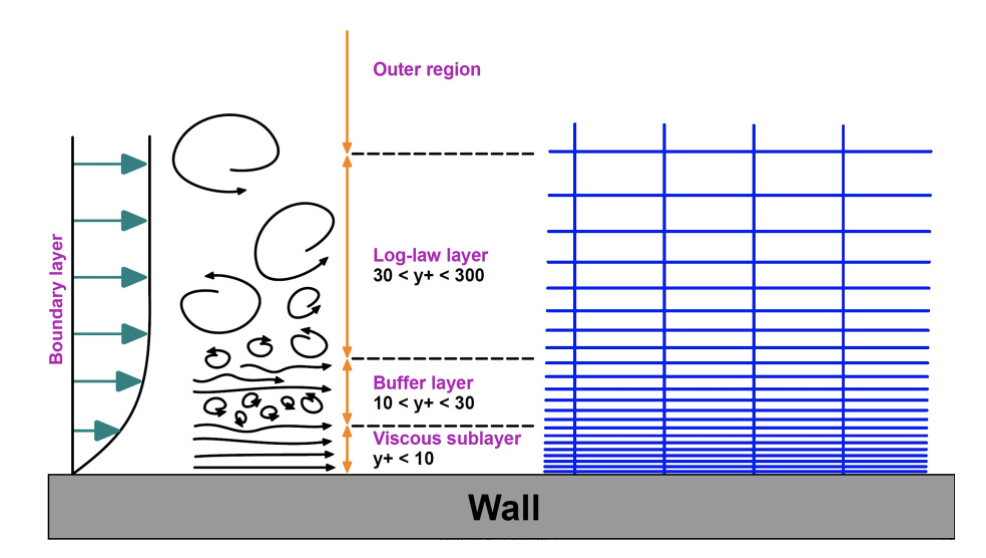 Outer region
Boundary layer
Log-law layer
30 < y+ < 300
Buffer layer
10 < y+ < 30
Viscous sublayer
y+ < 10
Wall